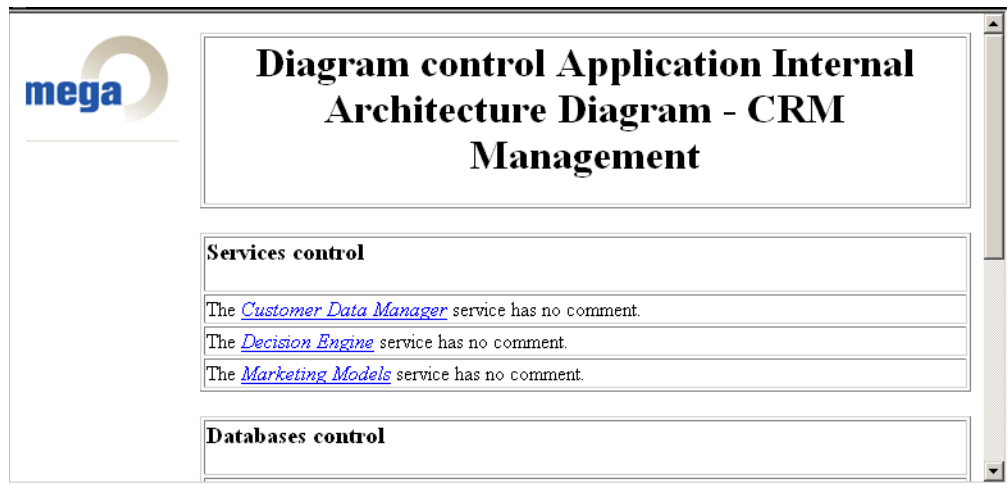 mega
Diagram control Application Internal
Architecture Diagram - CRM
Management
Services control
The Customer Data Manager service has no comment.
The Decision Engine service has no comment.
The Marketing Models service has no comment.
Databases control